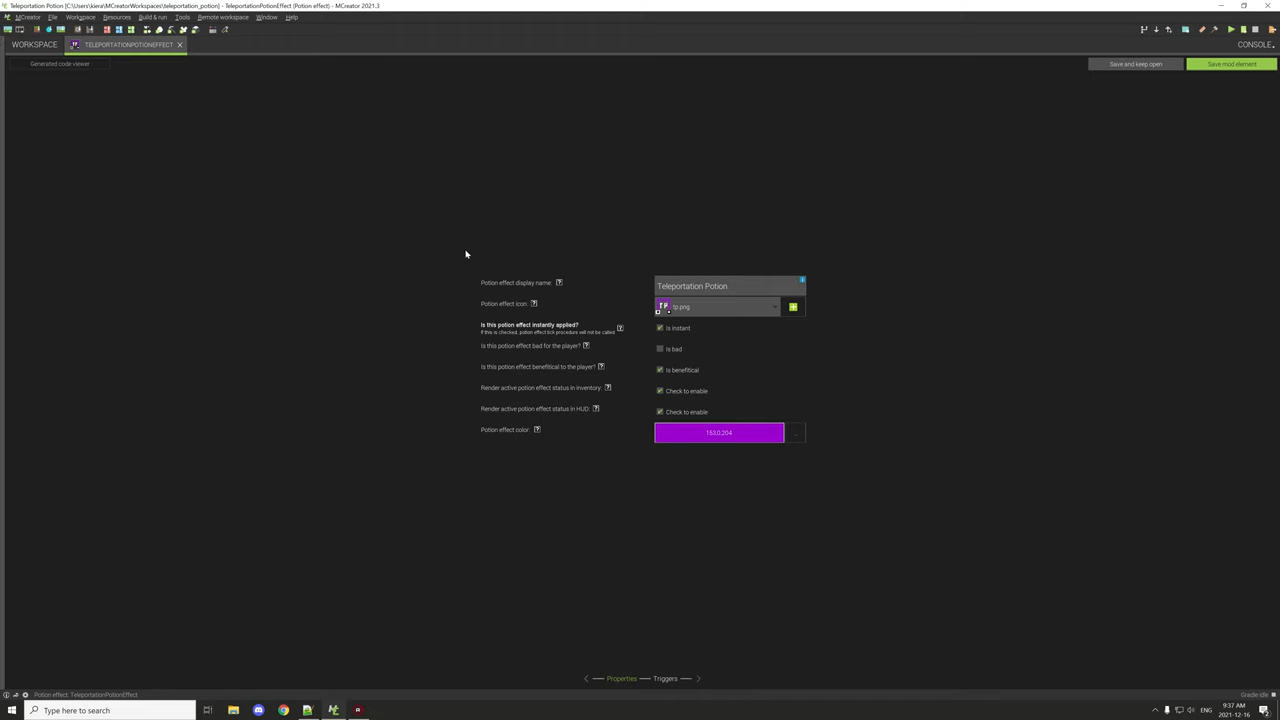 Teleportation Potion [C:\Users\kiera\MCreatorWorkspaces\teleportation_potion] - TeleportationPotionEffect (Potion effect) - MCreator 2021.3
MCreator File Workspace Resources Build & run Tools Remote workspace Window Help
WORKSPACE TELEPORTATIONPOTIONEFFECT CONSOLE
Generated code viewer Save and keep open Save mod element
Potion effect display name: Teleportation Potion
Potion effect icon: tp.png
Is this potion effect instantly applied? Is instant
If this is checked, potion effect tick procedure will not be called
Is this potion effect bad for the player? Is bad
Is this potion effect benefitical to the player? Is benefitical
Render active potion effect status in inventory: Check to enable
Render active potion effect status in HUD: Check to enable
Potion effect color: 153,0,204 ...
Properties Triggers
Potion effect: TeleportationPotionEffect Gradle idle
Type here to search ENG 9:37 AM
2021-12-16